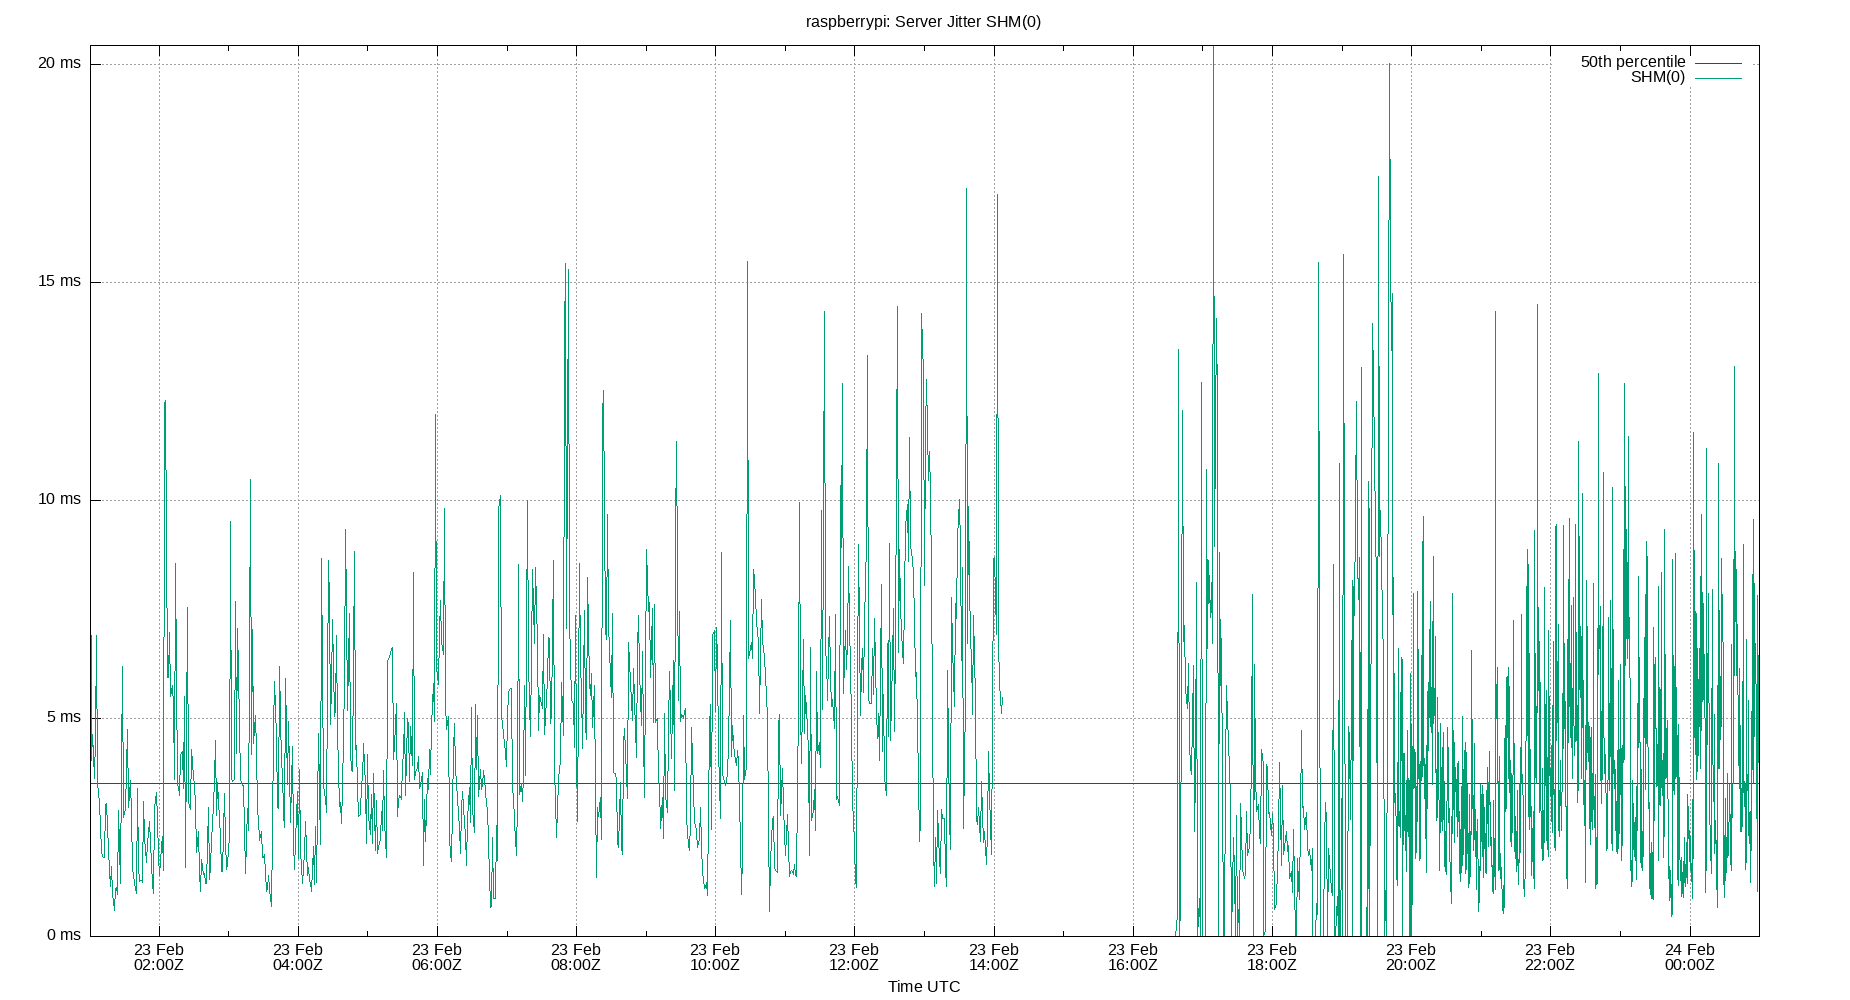 raspberrypi: Server Jitter SHM(0)
20 ms
50th percentile
SHM(0)
15 ms
10 ms
5 ms
0 ms
23 Feb 23 Feb 23 Feb 23 Feb 23 Feb 23 Feb 23 Feb 23 Feb 23 Feb 23 Feb 23 Feb 24 Feb
02:00Z 04:00Z 06:00Z 08:00Z 10:00Z 12:00Z 14:00Z 16:00Z 18:00Z 20:00Z 22:00Z 00:00Z
Time UTC